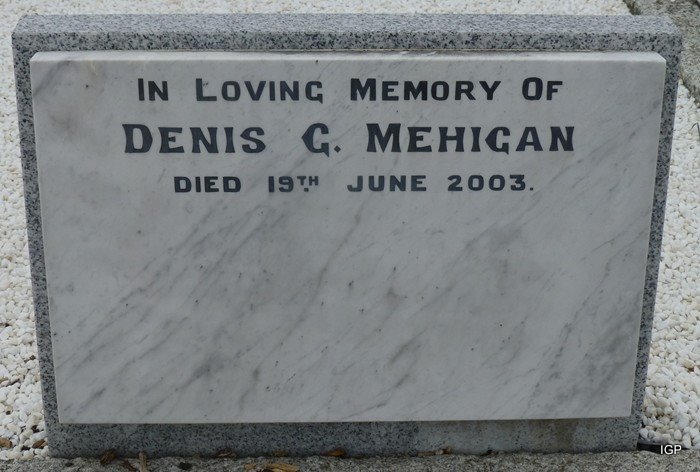 IN LOVING MEMORY OF
DENIS G. MEHIGAN
DIED 19TH JUNE 2003.
IGP